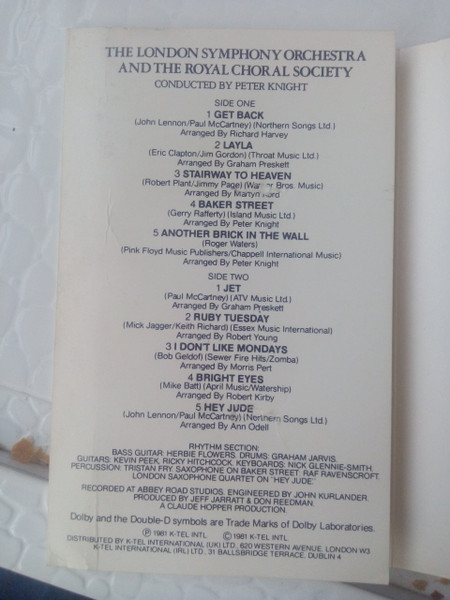 THE LONDON SYMPHONY ORCHESTRA
AND THE ROYAL CHORAL SOCIETY
CONDUCTED BY PETER KNIGHT
SIDE ONE
1 GET BACK
(John Lennon/Paul McCartney) (Northern Songs Ltd.)
Arranged By Richard Harvey
2 LAYLA
(Eric Clapton/Jim Gordon) (Throat Music Ltd.)
Arranged By Graham Preskett
3 STAIRWAY TO HEAVEN
(Robert Plant/Jimmy Page) (Warner Bros. Music)
Arranged By Martyn Ford
4 BAKER STREET
(Gerry Rafferty) (Island Music Ltd.)
Arranged By Peter Knight
5 ANOTHER BRICK IN THE WALL
(Roger Waters)
(Pink Floyd Music Publishers/Chappell International Music)
Arranged By Peter Knight
SIDE TWO
1 JET
(Paul McCartney) (ATV Music Ltd.)
Arranged By Graham Preskett
2 RUBY TUESDAY
(Mick Jagger/Keith Richard) (Essex Music International)
Arranged By Robert Young
3 I DON'T LIKE MONDAYS
(Bob Geldof) (Sewer Fire Hits/Zomba)
Arranged By Morris Pert
4 BRIGHT EYES
(Mike Batt) (April Music/Watership)
Arranged By Robert Kirby
5 HEY JUDE
(John Lennon/Paul McCartney) (Northern Songs Ltd.)
Arranged By Ann Odell
RHYTHM SECTION:
BASS GUITAR: HERBIE FLOWERS. DRUMS: GRAHAM JARVIS.
GUITARS: KEVIN PEEK, RICKY HITCHCOCK. KEYBOARDS: NICK GLENNIE-SMITH.
PERCUSSION: TRISTAN FRY. SAXOPHONE ON BAKER STREET: RAF RAVENSCROFT.
LONDON SAXOPHONE QUARTET ON "HEY JUDE".
RECORDED AT ABBEY ROAD STUDIOS. ENGINEERED BY JOHN KURLANDER.
PRODUCED BY JEFF JARRATT & DON REEDMAN.
A CLAUDE HOPPER PRODUCTION.
Dolby and the Double-D symbols are Trade Marks of Dolby Laboratories.
Ⓟ 1981 K-TEL INTL. © 1981 K-TEL INTL.
DISTRIBUTED BY K-TEL INTERNATIONAL (UK) LTD. 620 WESTERN AVENUE, LONDON W3
K-TEL INTERNATIONAL (IRL) LTD., 31 BALLSBRIDGE TERRACE, DUBLIN 4